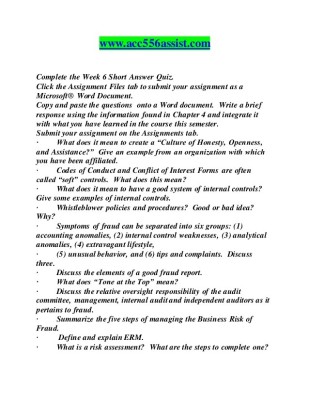 www.acc556assist.com
Complete the Week 6 Short Answer Quiz.
Click the Assignment Files tab to submit your assignment as a
Microsoft® Word Document.
Copy and paste the questions onto a Word document. Write a brief
response using the information found in Chapter 4 and integrate it
with what you have learned in the course this semester.
Submit your assignment on the Assignments tab.
· What does it mean to create a “Culture of Honesty, Openness,
and Assistance?” Give an example from an organization with which
you have been affiliated.
· Codes of Conduct and Conflict of Interest Forms are often
called “soft” controls. What does this mean?
· What does it mean to have a good system of internal controls?
Give some examples of internal controls.
· Whistleblower policies and procedures? Good or bad idea?
Why?
· Symptoms of fraud can be separated into six groups: (1)
accounting anomalies, (2) internal control weaknesses, (3) analytical
anomalies, (4) extravagant lifestyle,
· (5) unusual behavior, and (6) tips and complaints. Discuss
three.
· Discuss the elements of a good fraud report.
· What does “Tone at the Top” mean?
· Discuss the relative oversight responsibility of the audit
committee, management, internal audit and independent auditors as it
pertains to fraud.
· Summarize the five steps of managing the Business Risk of
Fraud.
· Define and explain ERM.
· What is a risk assessment? What are the steps to complete one?